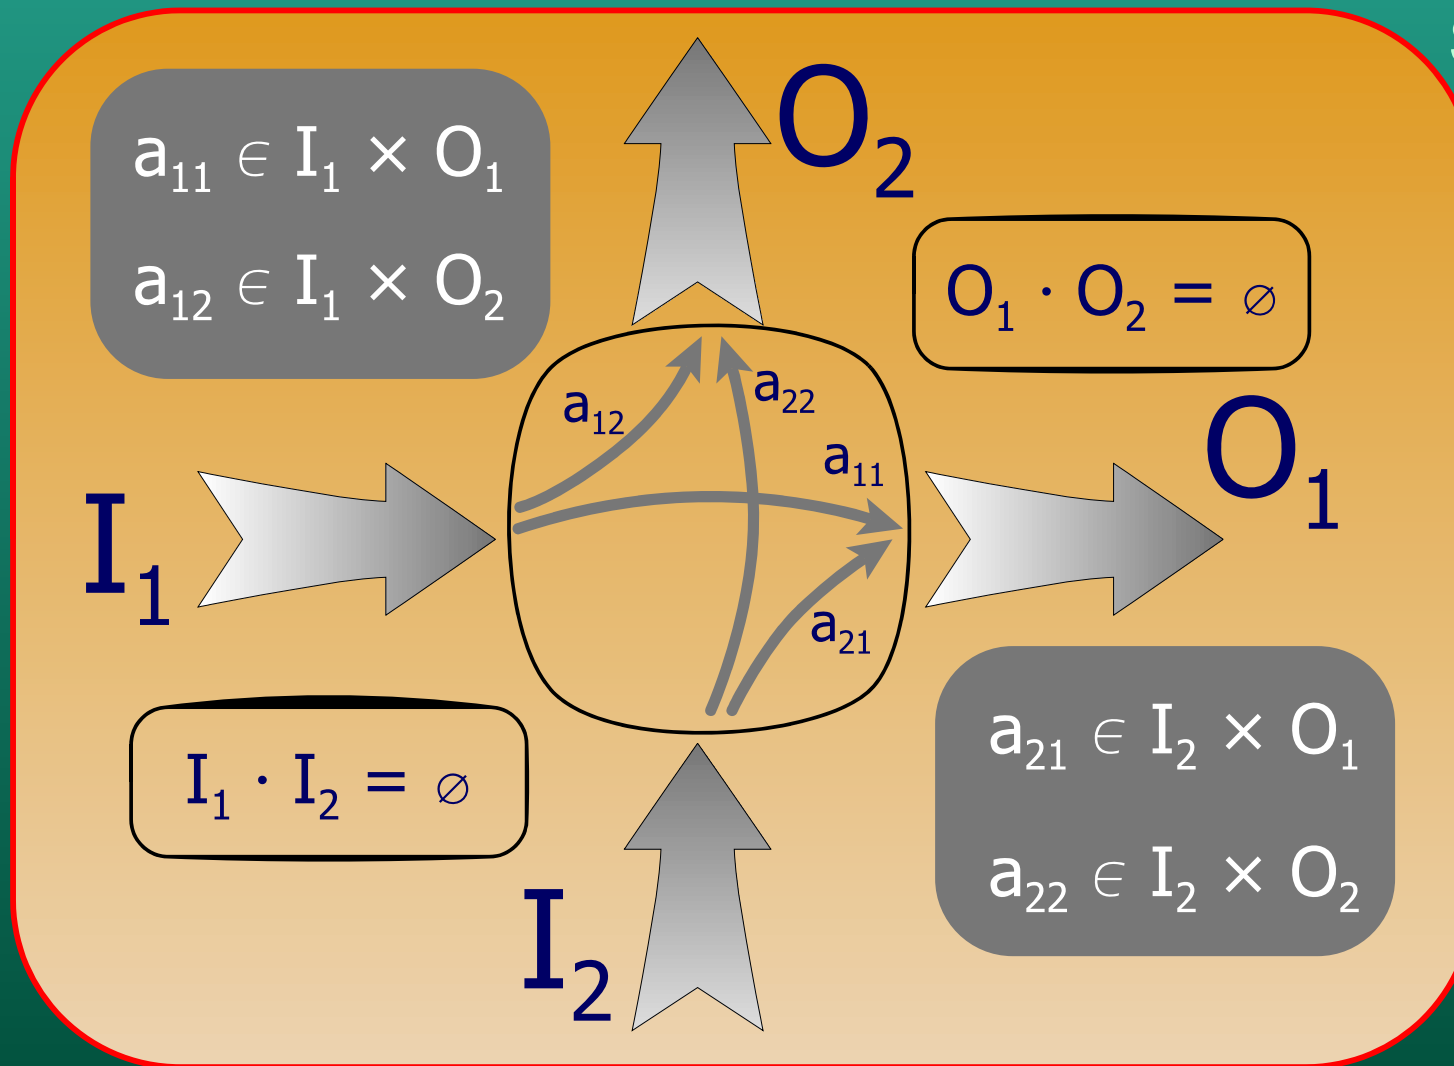 O₂
a₁₁ ∈ I₁ × O₁
a₁₂ ∈ I₁ × O₂
O₁ · O₂ = ∅
a₁₂
a₂₂
a₁₁
O₁
I₁
a₂₁
I₁ · I₂ = ∅
a₂₁ ∈ I₂ × O₁
a₂₂ ∈ I₂ × O₂
I₂